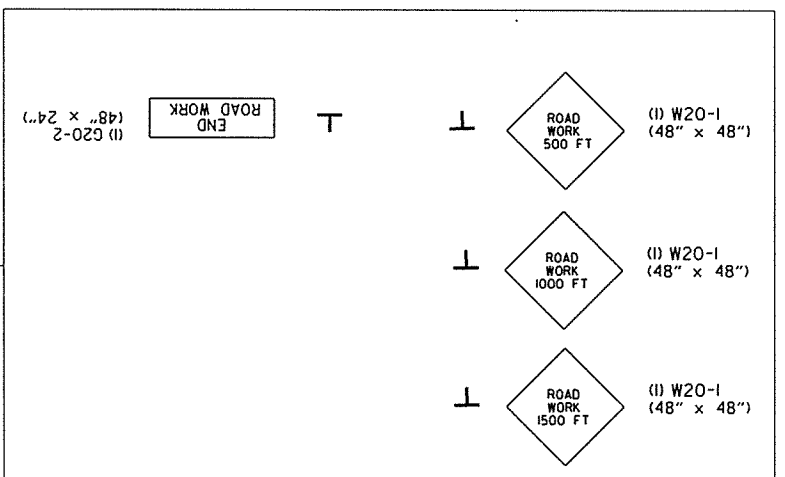 (1) G20-2
(48" x 24")
END
ROAD WORK
ROAD
WORK
500 FT
(1) W20-1
(48" x 48")
ROAD
WORK
1000 FT
(1) W20-1
(48" x 48")
ROAD
WORK
1500 FT
(1) W20-1
(48" x 48")